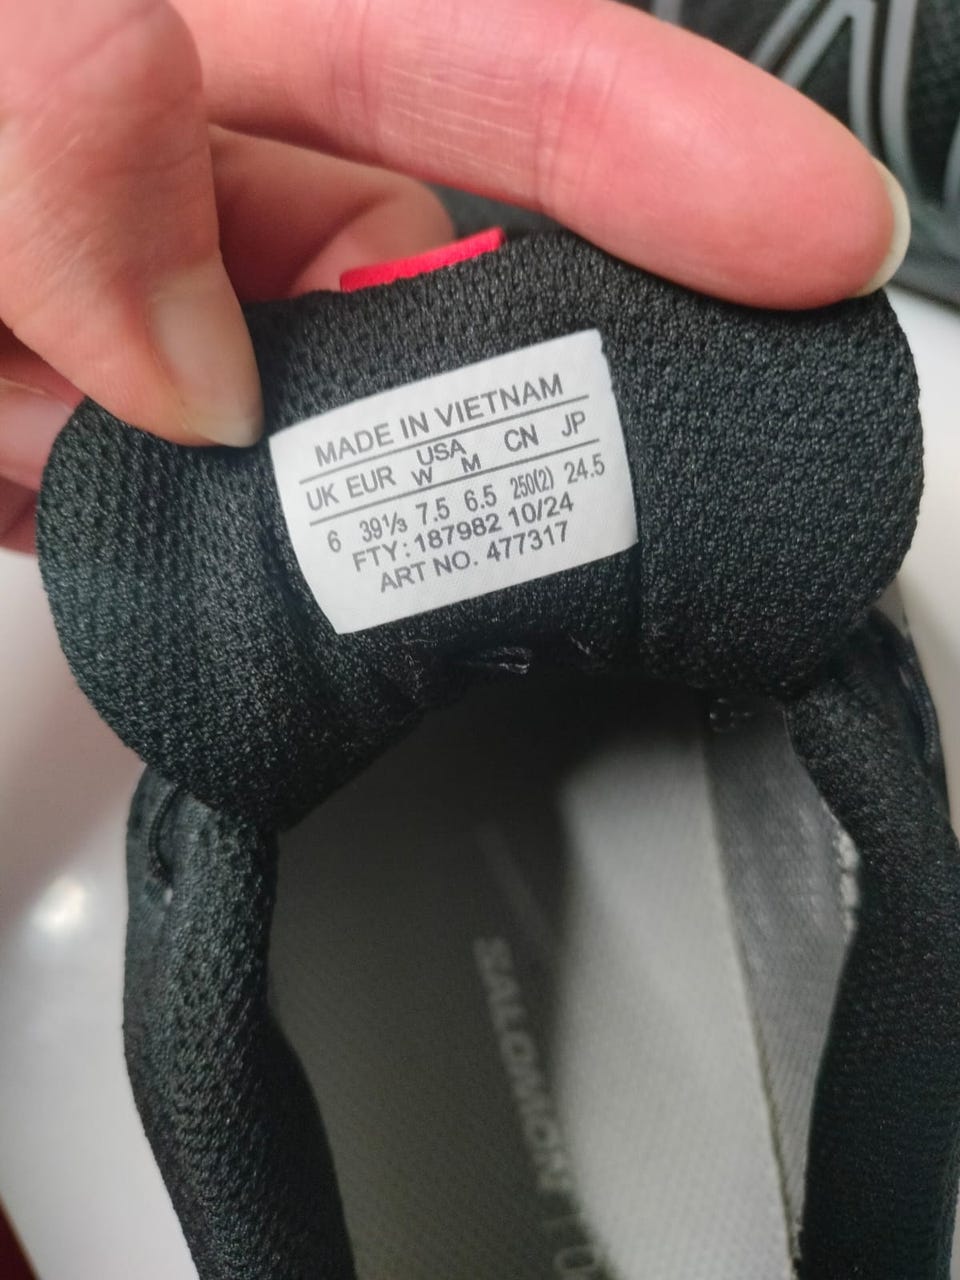 MADE IN VIETNAM
USA
UK EUR W M CN JP
6 39⅓ 7.5 6.5 250(2) 24.5
FTY: 187982 10/24
ART NO. 477317
SALOMON